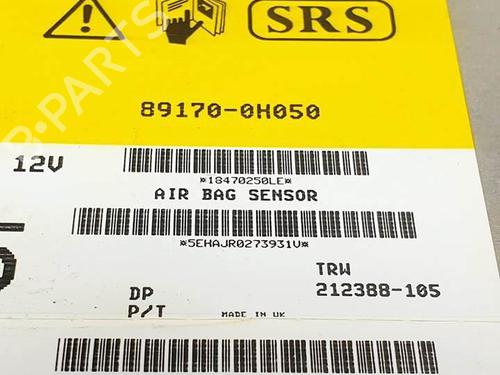 SRS
89170-0H050
12V
*18470250LE*
AIR BAG SENSOR
*5EHAJR0273931V*
TRW
DP 212388-105
P/T MADE IN UK
B-PARTS